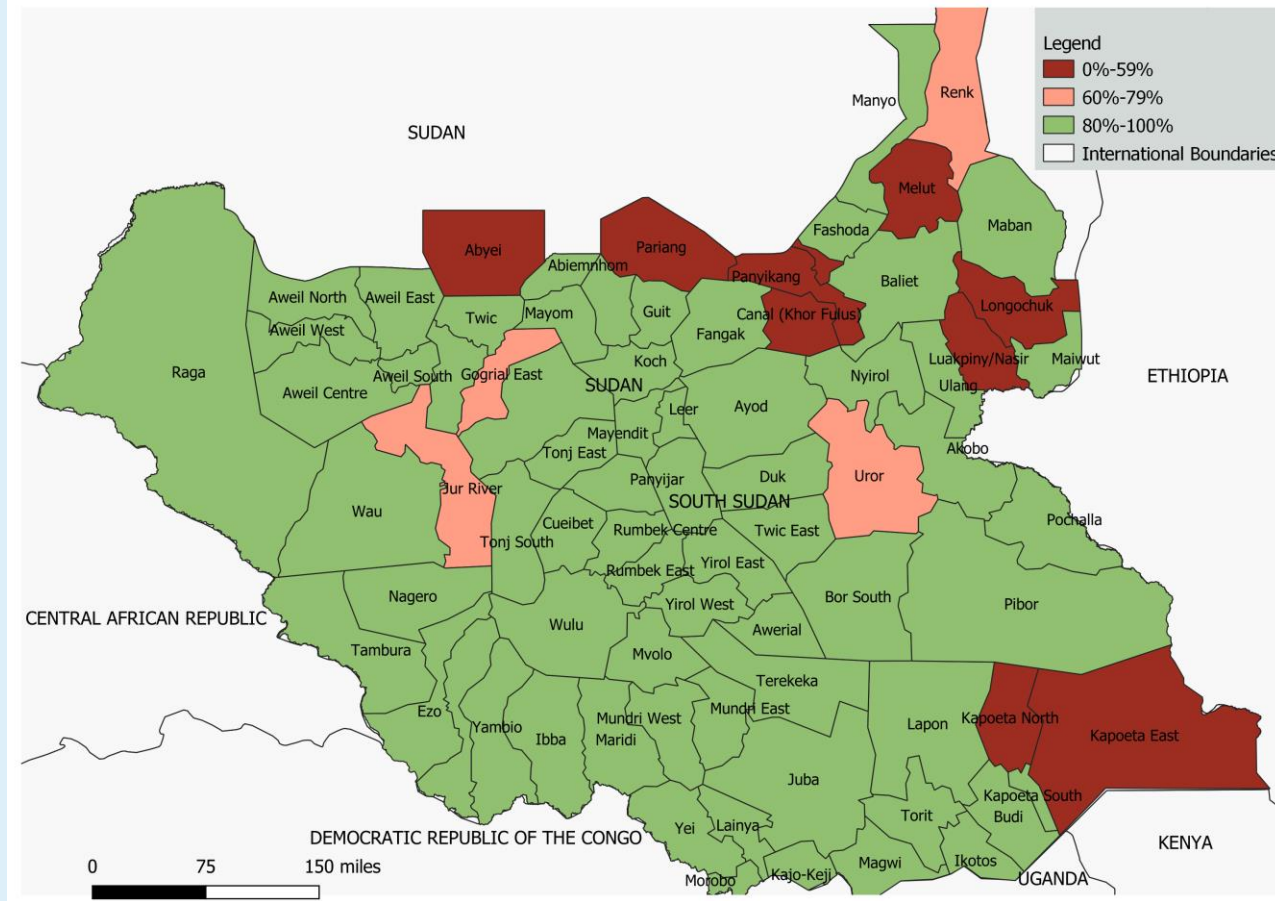 Legend
0%-59%
60%-79%
80%-100%
International Boundaries
Renk
Manyo
SUDAN
Melut
Maban
Fashoda
Abyei
Pariang
Abiemnhom
Panyikang
Baliet
Aweil North
Aweil East
Longochuk
Twic
Mayom
Guit
Fangak
Canal (Khor Fulus)
Aweil West
Koch
Luakpiny/Nasir
Maiwut
Raga
Aweil South
Gogrial East
Nyirol
ETHIOPIA
Aweil Centre
SUDAN
Ulang
Leer
Ayod
Mayendit
Tonj East
Akobo
Panyijar
Duk
Uror
Jur River
SOUTH SUDAN
Wau
Cueibet
Rumbek Centre
Twic East
Pochalla
Tonj South
Rumbek East
Yirol East
Nagero
Yirol West
Bor South
Pibor
CENTRAL AFRICAN REPUBLIC
Wulu
Awerial
Tambura
Mvolo
Terekeka
Ezo
Yambio
Ibba
Mundri West
Mundri East
Lapon
Kapoeta North
Kapoeta East
Maridi
Juba
Kapoeta South
Budi
Torit
Yei
Lainya
DEMOCRATIC REPUBLIC OF THE CONGO
KENYA
Magwi
Ikotos
Morobo
Kajo-Keji
UGANDA
0
75
150 miles